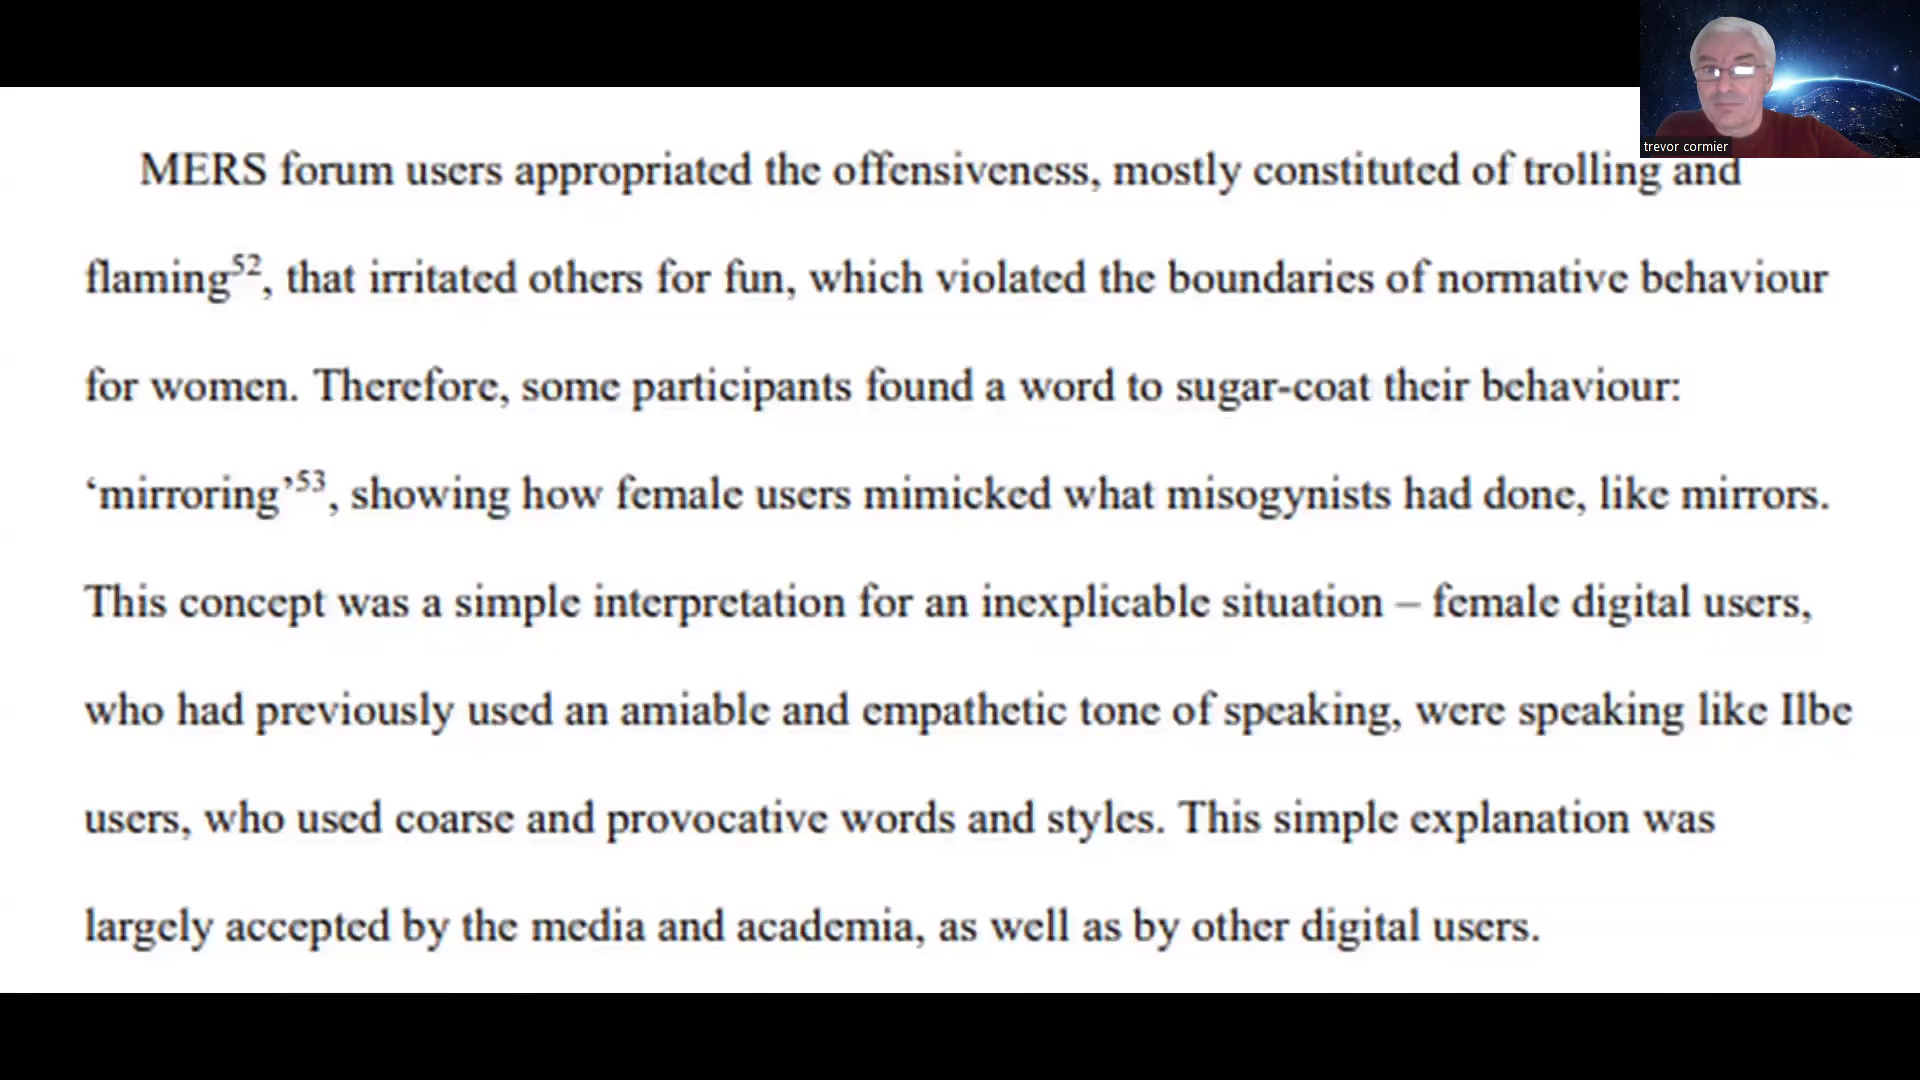 trevor cormier
MERS forum users appropriated the offensiveness, mostly constituted of trolling and
flaming52, that irritated others for fun, which violated the boundaries of normative behaviour
for women. Therefore, some participants found a word to sugar-coat their behaviour:
‘mirroring’53, showing how female users mimicked what misogynists had done, like mirrors.
This concept was a simple interpretation for an inexplicable situation – female digital users,
who had previously used an amiable and empathetic tone of speaking, were speaking like Ilbe
users, who used coarse and provocative words and styles. This simple explanation was
largely accepted by the media and academia, as well as by other digital users.